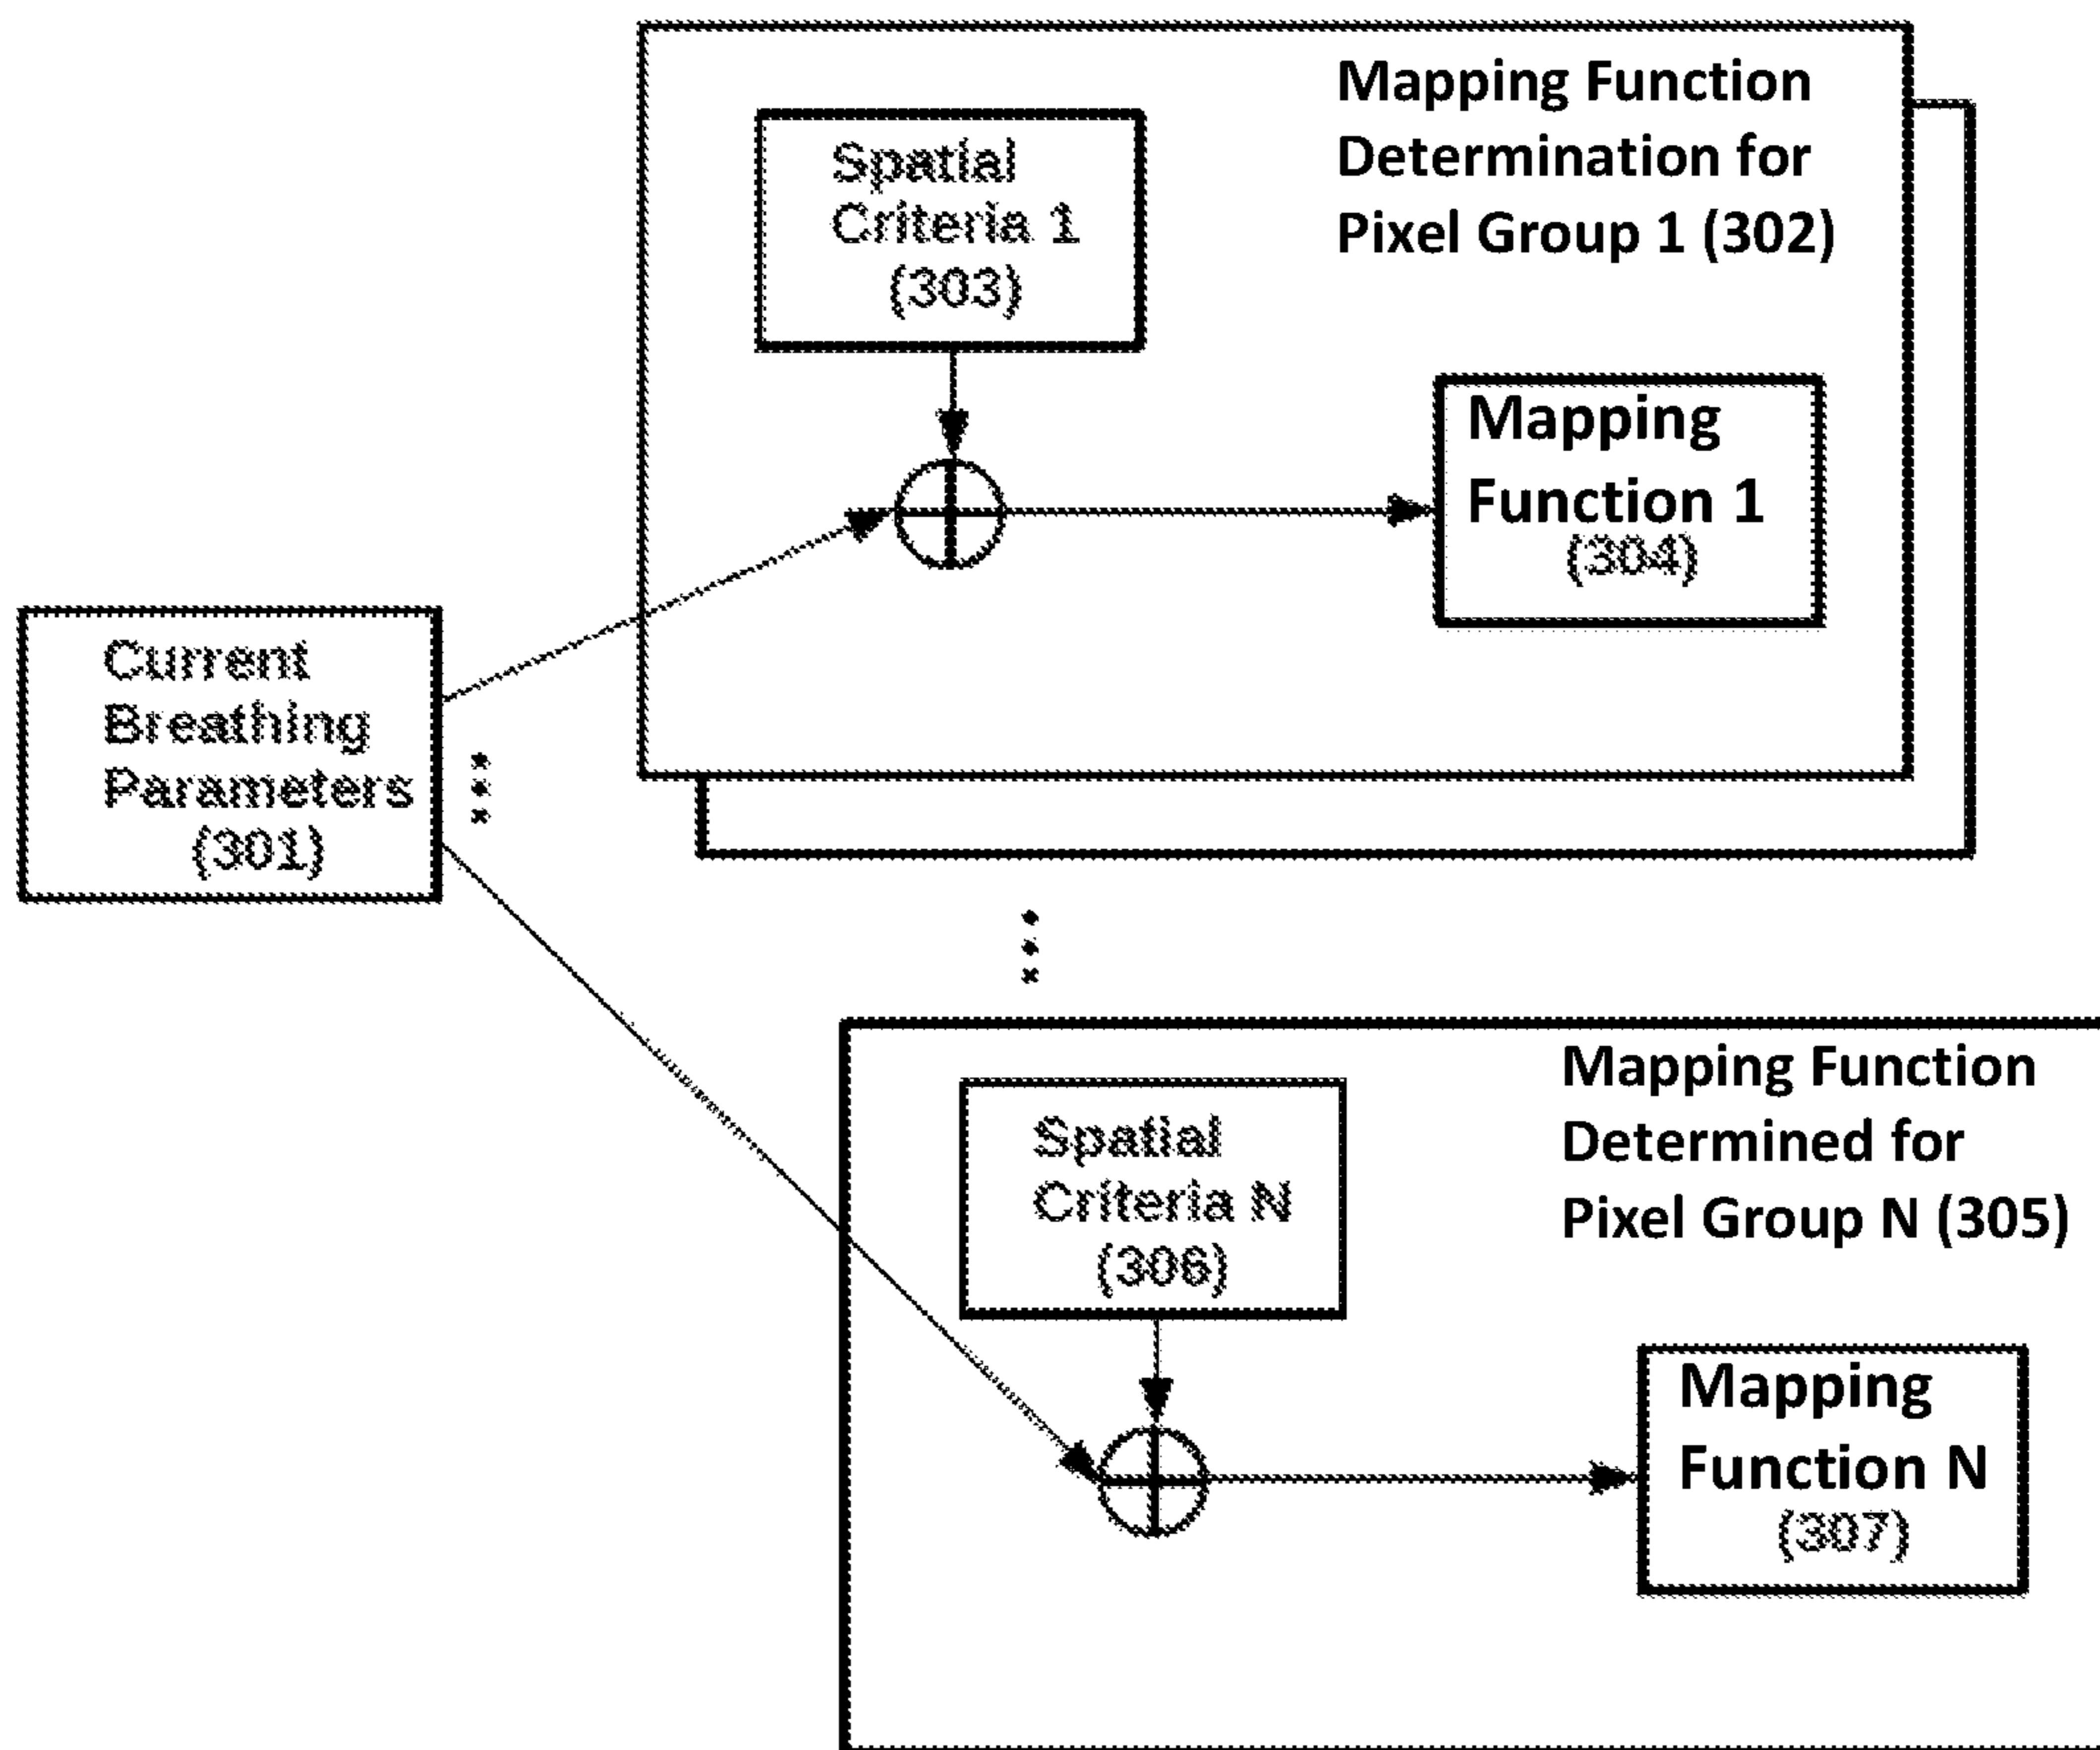 Mapping Function
Determination for
Pixel Group 1 (302)
Spatial
Criteria 1
(303)
Mapping
Function 1
(304)
Current
Breathing
Parameters
(301)
Mapping Function
Determined for
Pixel Group N (305)
Spatial
Criteria N
(306)
Mapping
Function N
(307)